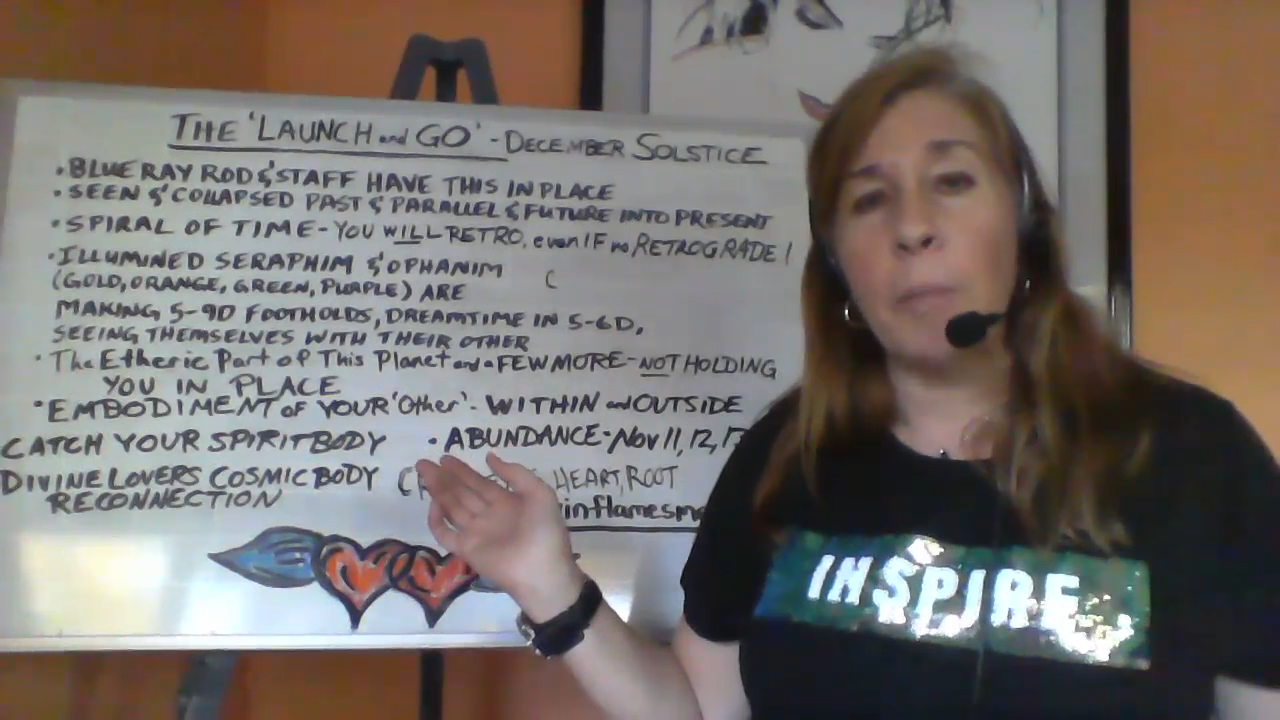 THE 'LAUNCH and GO' - DECEMBER SOLSTICE
• BLUE RAY ROD & STAFF HAVE THIS IN PLACE
• SEEN & COLLAPSED PAST & PARALLEL & FUTURE INTO PRESENT
• SPIRAL OF TIME - YOU WILL RETRO, even IF no RETROGRADE!
• ILLUMINED SERAPHIM & OPHANIM
(GOLD, ORANGE, GREEN, PURPLE) ARE
MAKING 5-9D FOOTHOLDS, DREAMTIME IN 5-6D,
SEEING THEMSELVES WITH THEIR OTHER
• The Etheric Part of This Planet and a FEW MORE - NOT HOLDING
YOU IN PLACE
• EMBODIMENT of YOUR 'Other' - WITHIN and OUTSIDE
CATCH YOUR SPIRIT BODY • ABUNDANCE - Nov 11, 12, 13
DIVINE LOVERS COSMIC BODY HEART, ROOT
RECONNECTION
INSPIRE